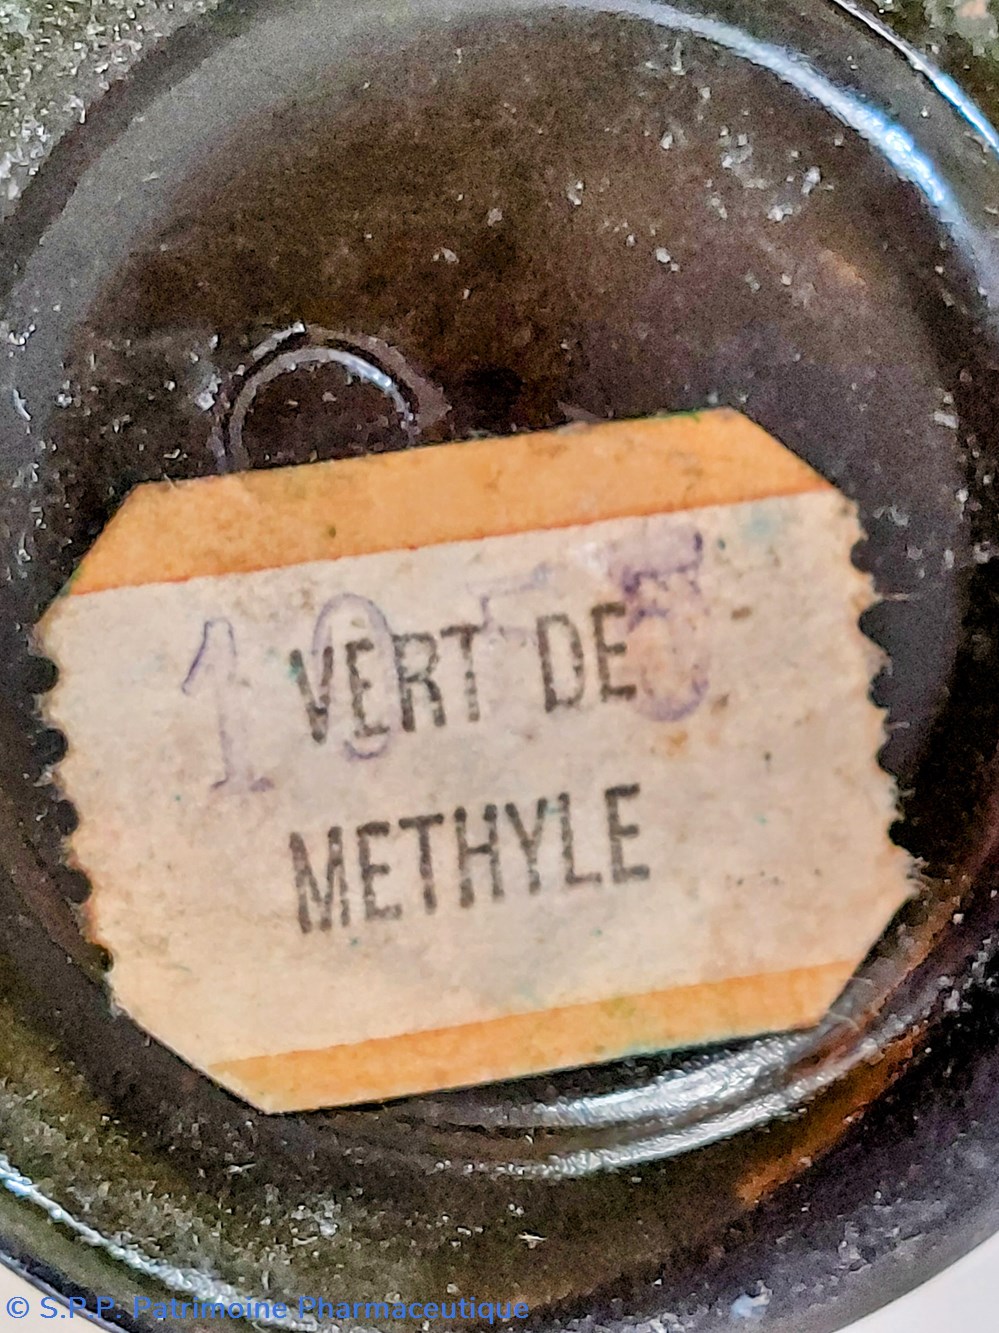 VERT DE
METHYLE
© S.P.P. Patrimoine Pharmaceutique